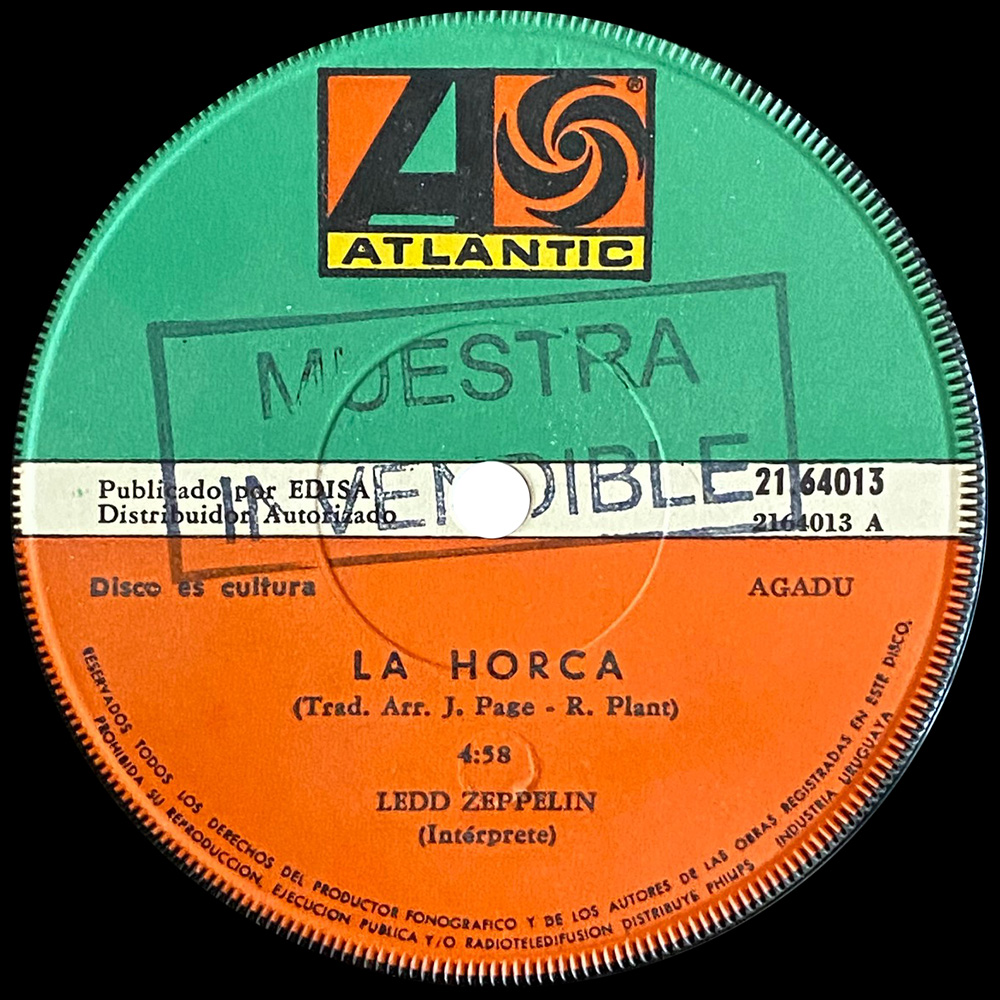 ®
ATLANTIC
MUESTRA
INVENDIBLE
Publicado por EDISA
Distribuidor Autorizado
21.64013
2164013 A
Disco es cultura
AGADU
LA HORCA
(Trad. Arr. J. Page - R. Plant)
4:58
LEDD ZEPPELIN
(Intérprete)
RESERVADOS TODOS LOS DERECHOS DEL PRODUCTOR FONOGRAFICO Y DE LOS AUTORES DE LAS OBRAS REGISTRADAS EN ESTE DISCO.
PROHIBIDA SU REPRODUCCION, EJECUCION PUBLICA Y/O RADIOTELEDIFUSION DISTRIBUYE PHILIPS INDUSTRIA URUGUAYA